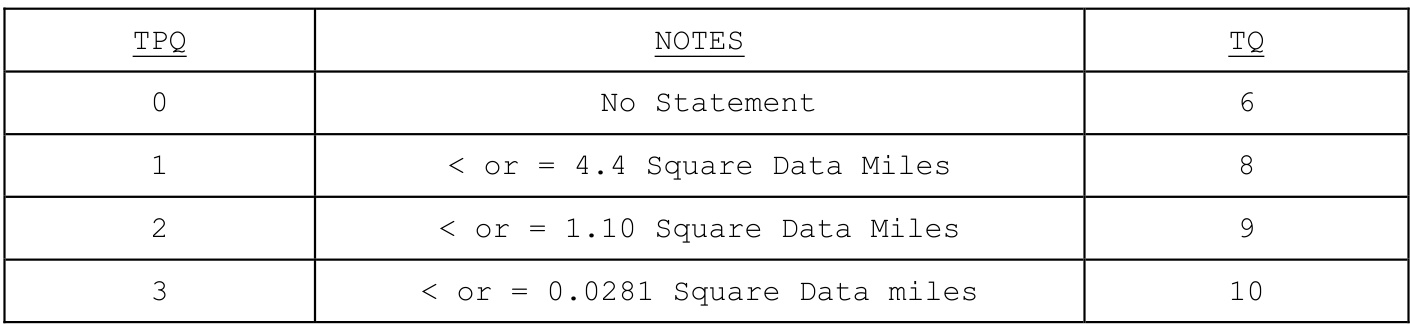 TPQ NOTES TQ
0 No Statement 6
1 < or = 4.4 Square Data Miles 8
2 < or = 1.10 Square Data Miles 9
3 < or = 0.0281 Square Data miles 10